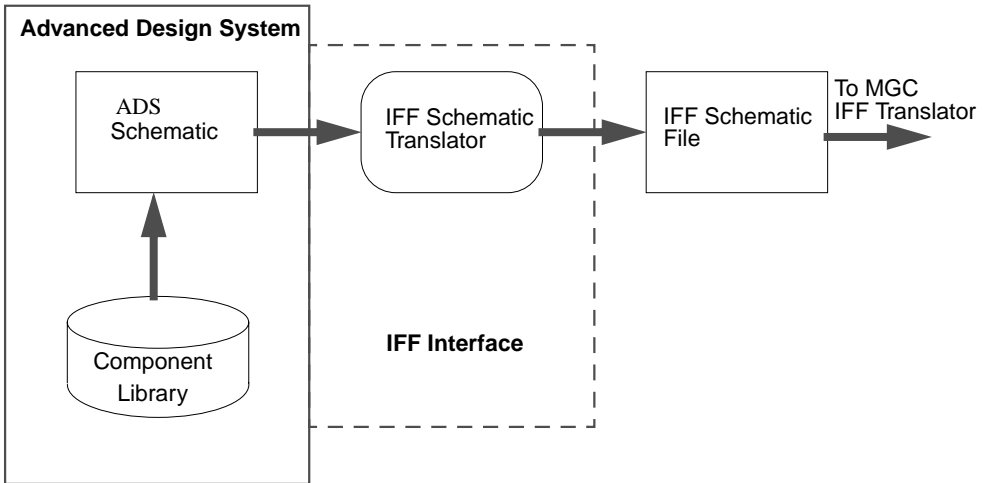 Advanced Design System
ADS
Schematic
IFF Schematic
Translator
IFF Schematic
File
To MGC
IFF Translator
Component
Library
IFF Interface